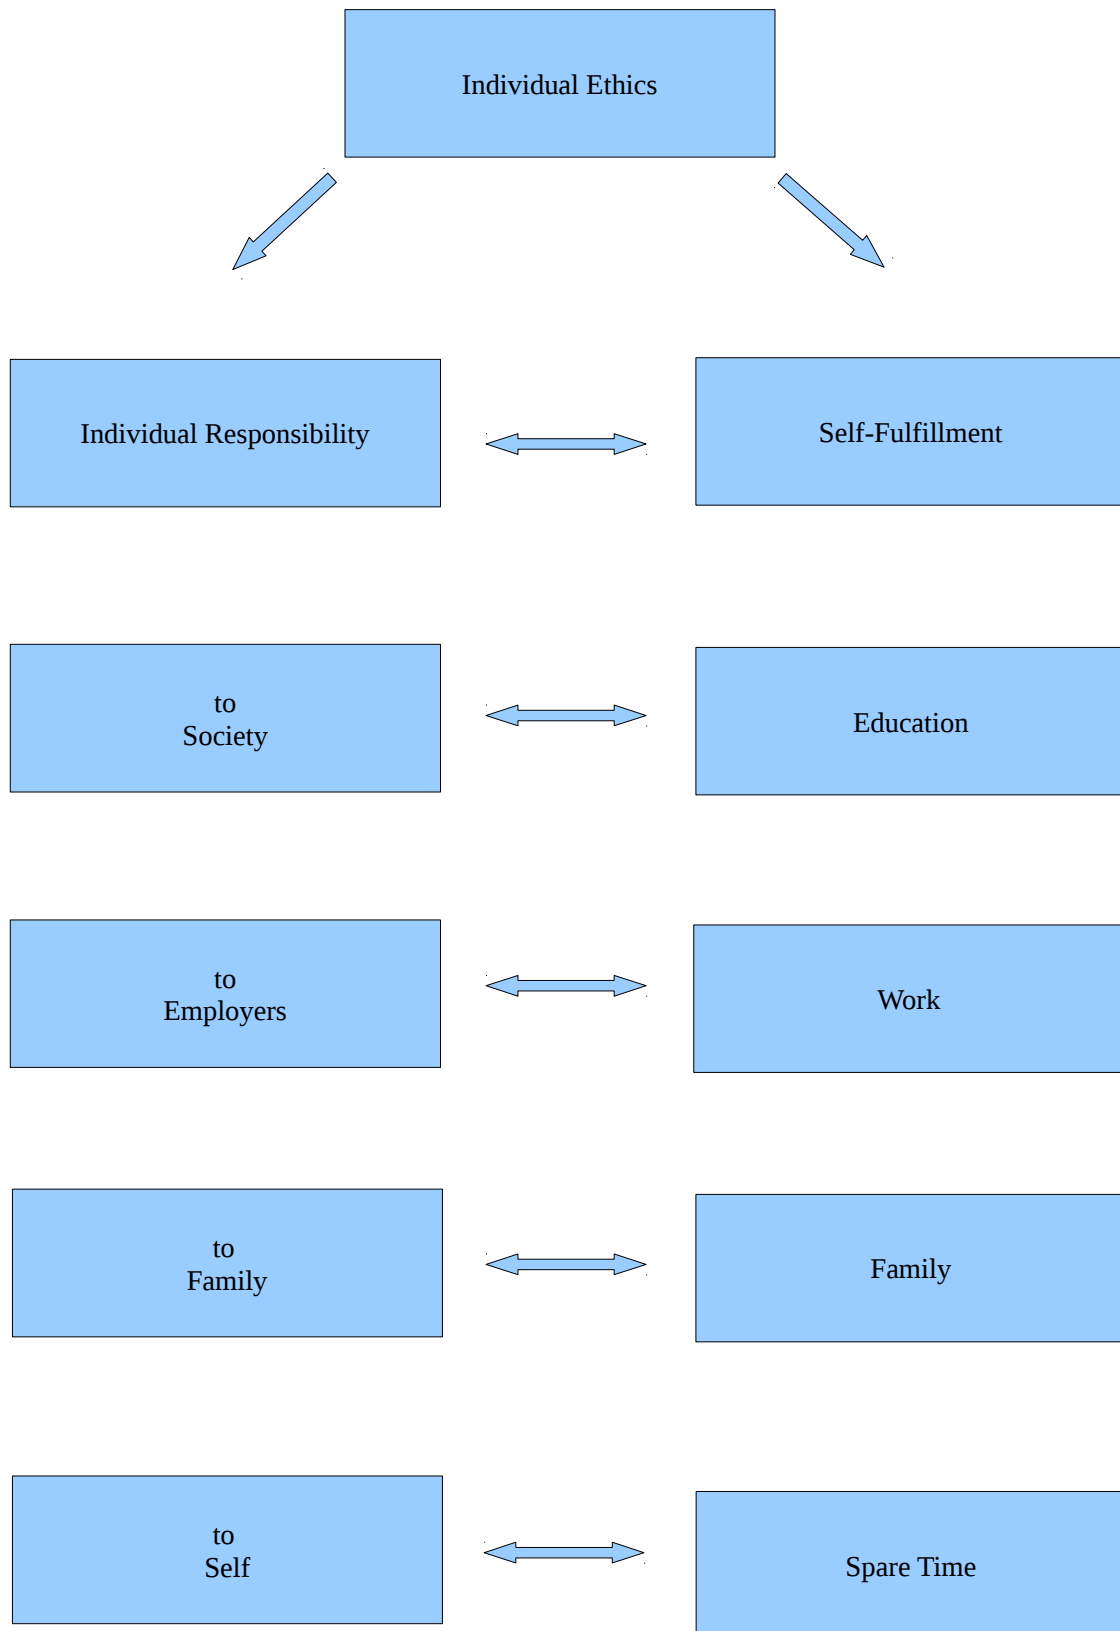 Individual Ethics
Individual Responsibility
Self-Fulfillment
to
Society
Education
to
Employers
Work
to
Family
Family
to
Self
Spare Time